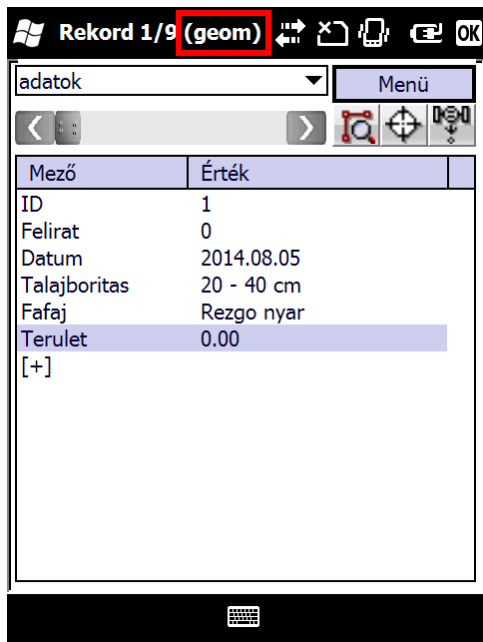 Rekord 1/9 (geom) OK
adatok Menü
Mező Érték
ID 1
Felirat 0
Datum 2014.08.05
Talajboritas 20 - 40 cm
Fafaj Rezgo nyar
Terulet 0.00
[+]